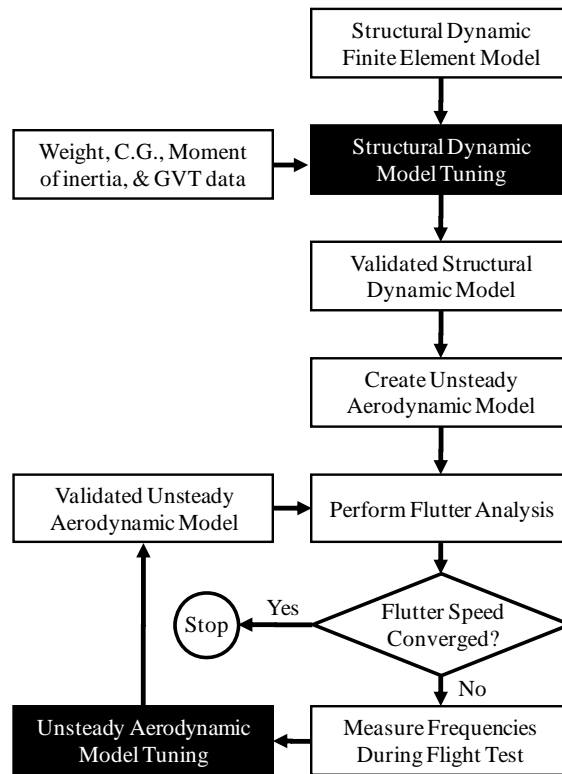 Structural Dynamic
Finite Element Model
Weight, C.G., Moment
of inertia, & GVT data
Structural Dynamic
Model Tuning
Validated Structural
Dynamic Model
Create Unsteady
Aerodynamic Model
Validated Unsteady
Aerodynamic Model
Perform Flutter Analysis
Flutter Speed
Converged?
Yes
Stop
No
Unsteady Aerodynamic
Model Tuning
Measure Frequencies
During Flight Test